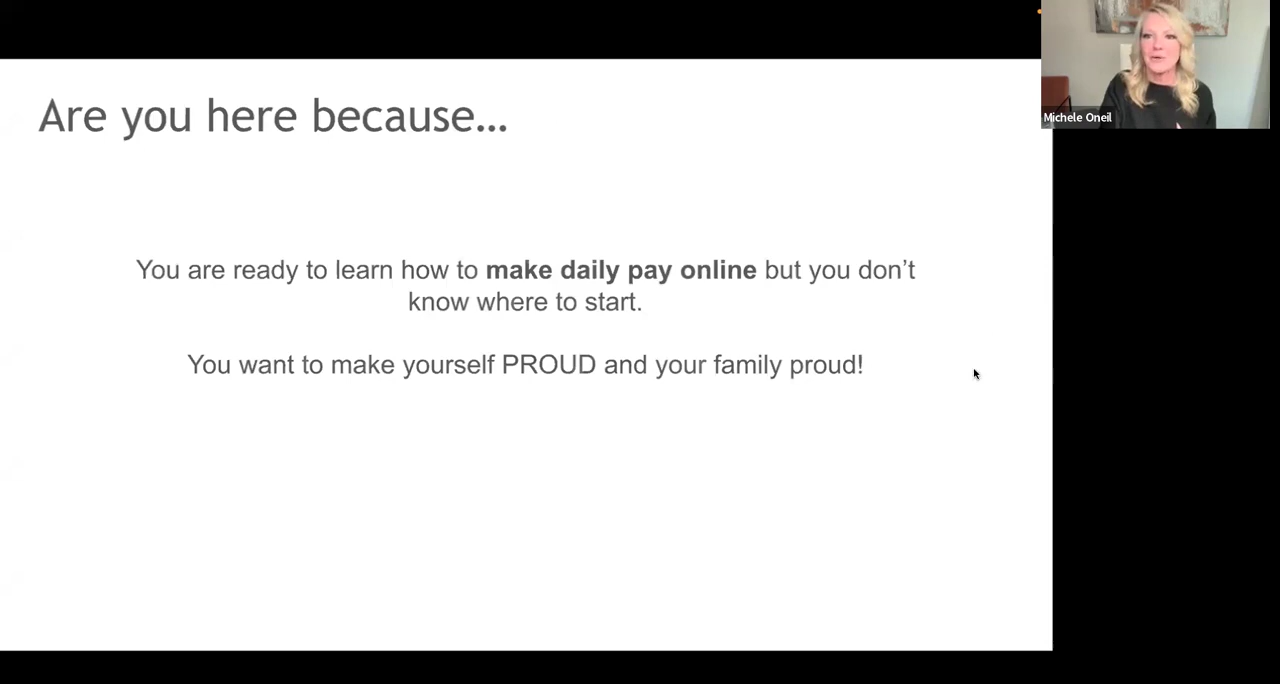 Are you here because…
You are ready to learn how to make daily pay online but you don’t
know where to start.
You want to make yourself PROUD and your family proud!
Michele Oneil